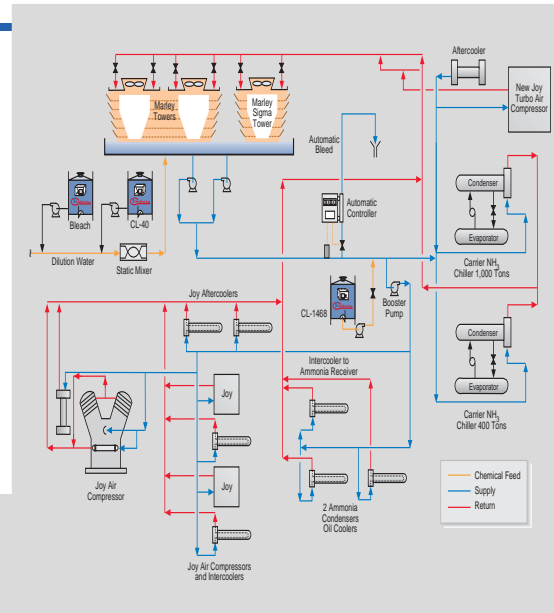 Aftercooler
New Joy
Turbo Air
Compressor
Marley
Towers
Marley
Sigma
Tower
Automatic
Bleed
Automatic
Controller
Bleach
CL-40
Dilution Water
Static Mixer
Condenser
Evaporator
Carrier NH3
Chiller 1,000 Tons
CL-1468
Booster
Pump
Joy Aftercoolers
Intercooler to
Ammonia Receiver
Condenser
Evaporator
Carrier NH3
Chiller 400 Tons
Joy
Joy
Joy Air
Compressor
2 Ammonia
Condensers
Oil Coolers
Joy Air Compressors
and Intercoolers
Chemical Feed
Supply
Return